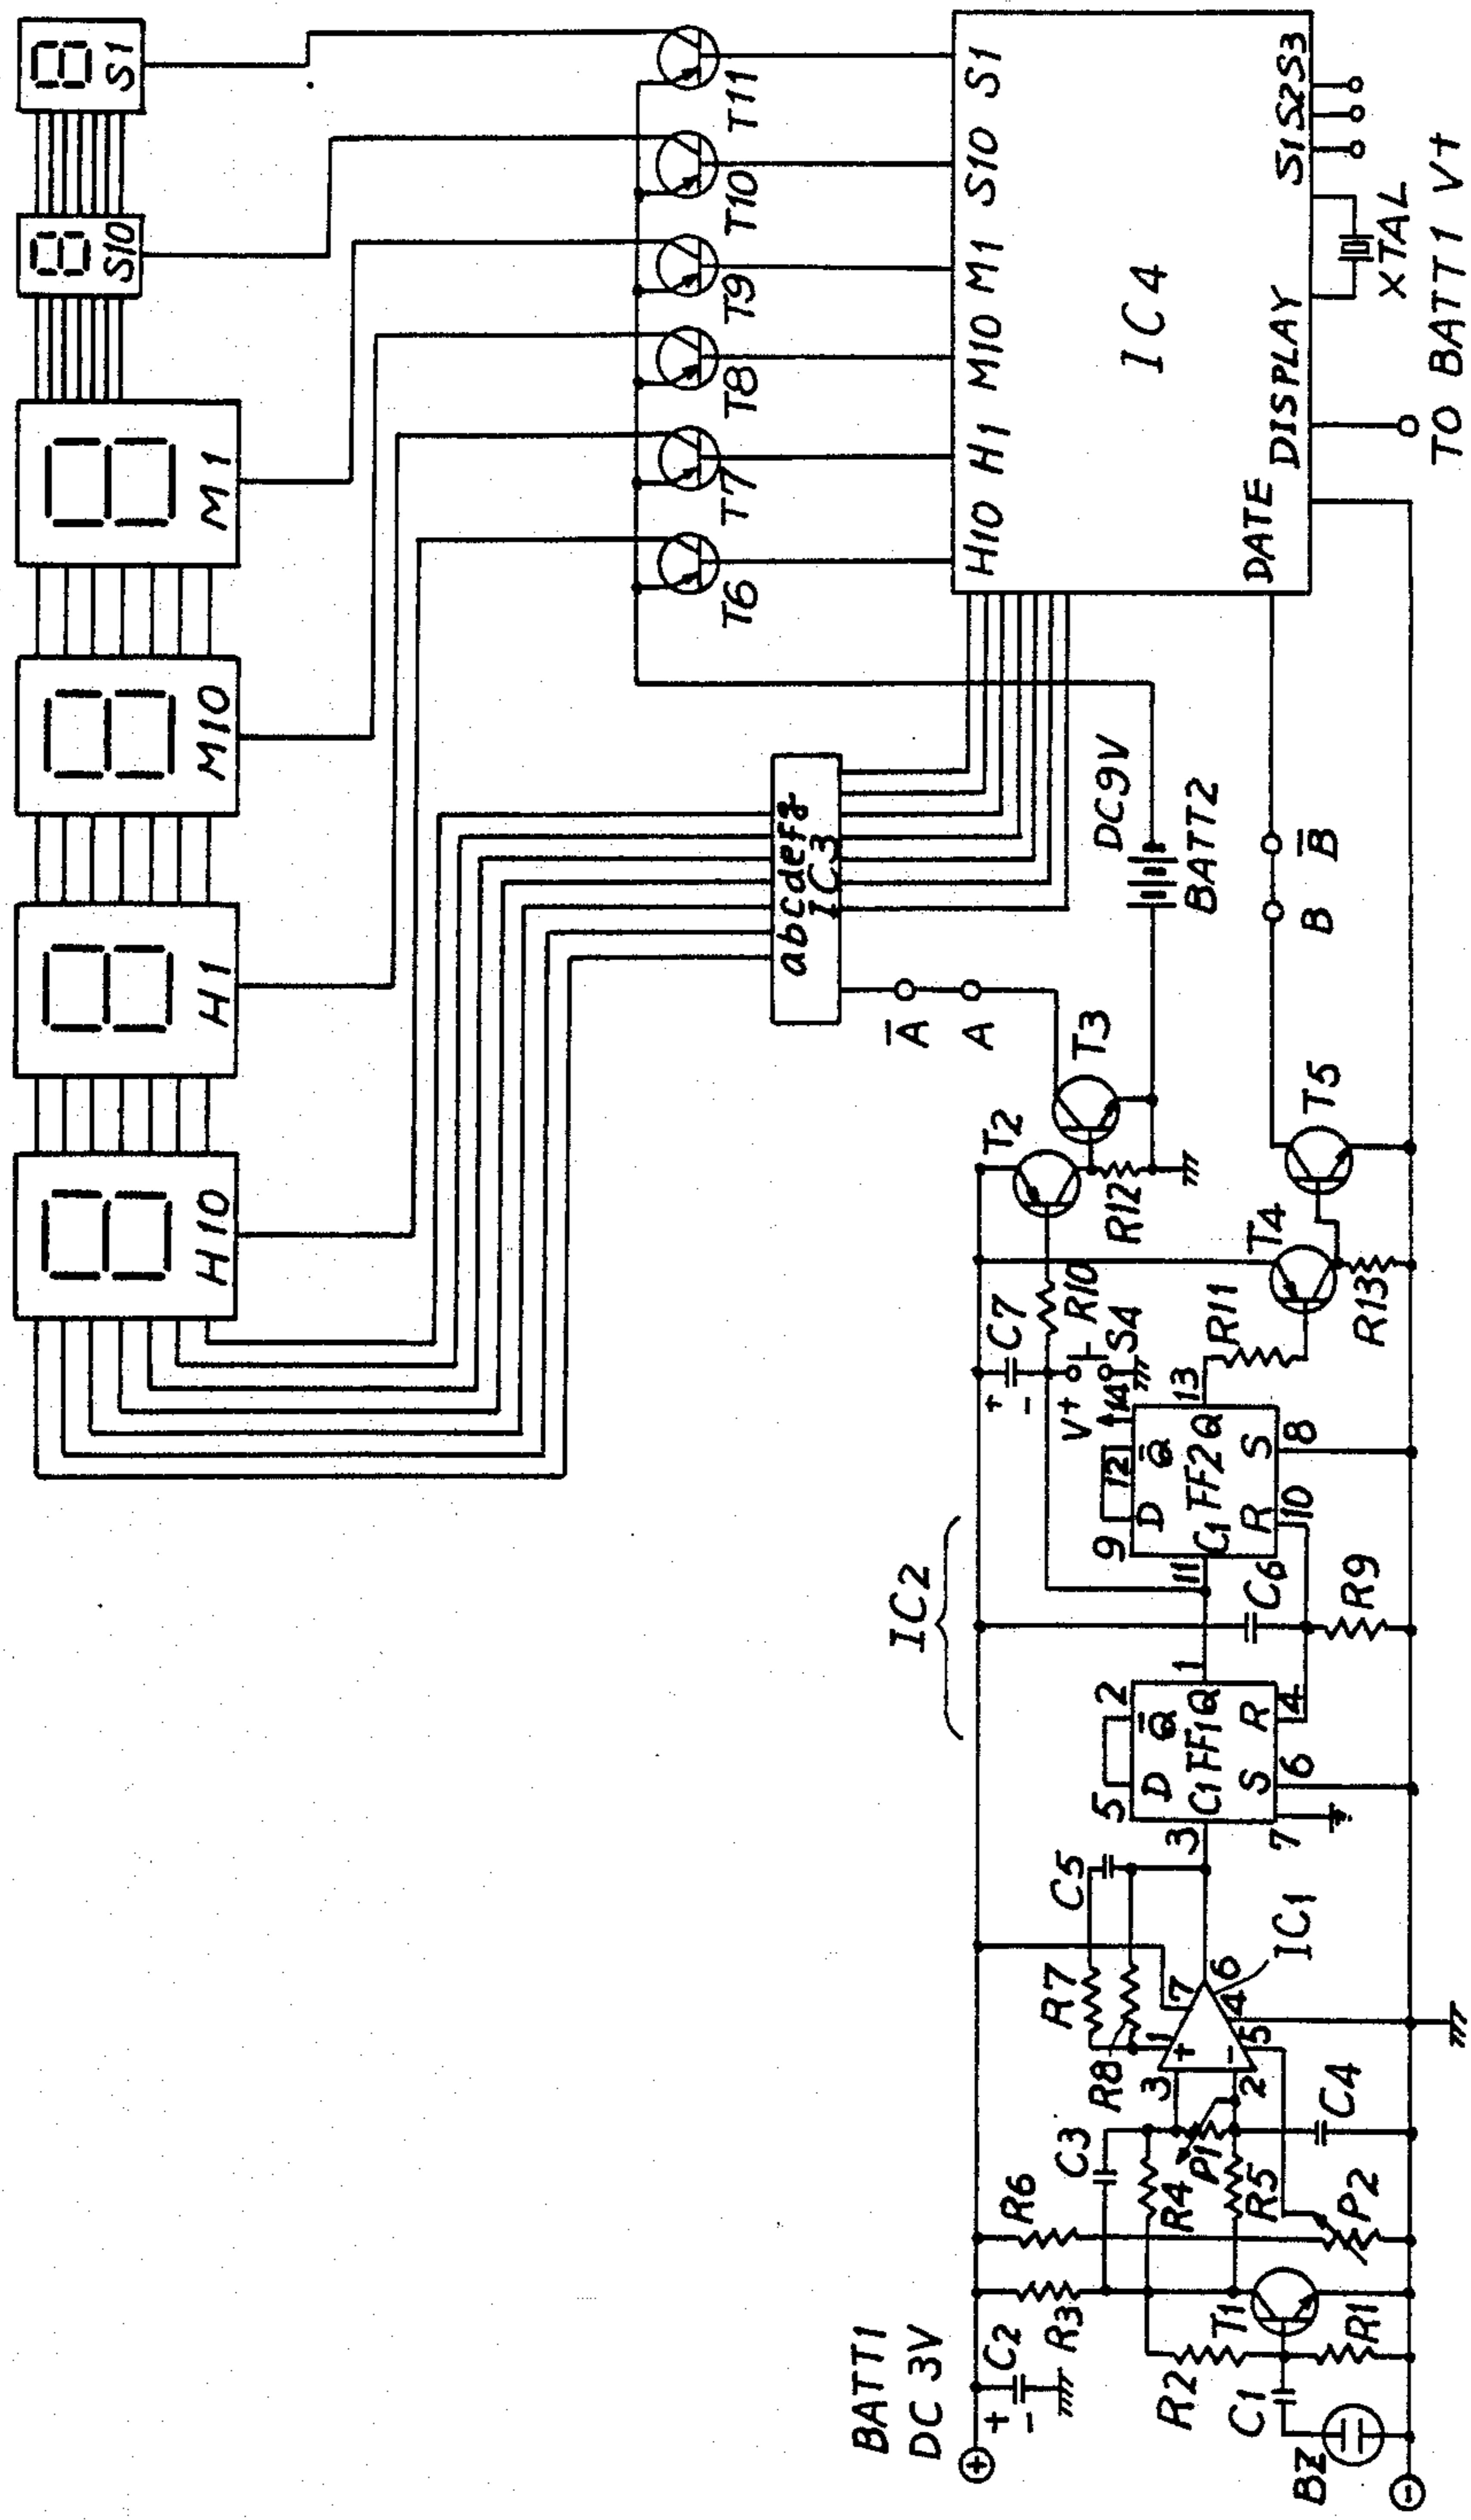 H10
H1
M10
M1
S10
S1
T6
T7
T8
T9
T10
T11
abcdefg
IC3
H10 H1 M10 M1 S10 S1
IC4
DATE
DISPLAY
S1 S2 S3
XTAL
TO BATT1 V+
Ā
A
DC9V
BATT2
B
B̄
T2
T3
R12
T4
T5
R11
R13
C7
+
-
R10
SA
V+
IC2
9
12
14
D
Q̄
11
C1 FF2 Q
13
R
S
10
8
C6
R9
5
2
D
Q̄
3
C1 FF1 Q
1
S
R
7
6
4
C5
R7
R8
IC1
1
7
3
+
6
2
-
4
5
C3
C4
R6
R4
P1
R5
P2
BATT1
DC 3V
+
+
-
C2
R3
R2
T1
C1
R1
BZ
-